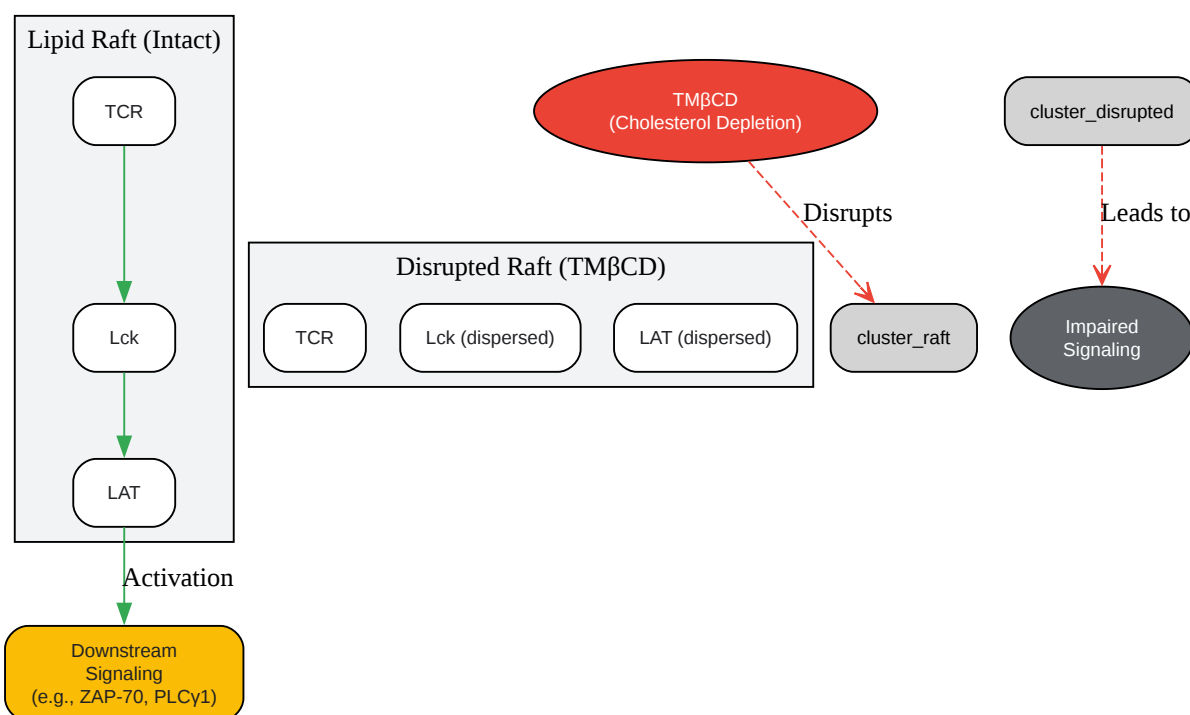 Lipid Raft (Intact)
TCR
Lck
LAT
Activation
Downstream
Signaling
(e.g., ZAP-70, PLCγ1)
Disrupted Raft (TMβCD)
TCR
Lck (dispersed)
LAT (dispersed)
TMβCD
(Cholesterol Depletion)
Disrupts
cluster_raft
cluster_disrupted
Leads to
Impaired
Signaling